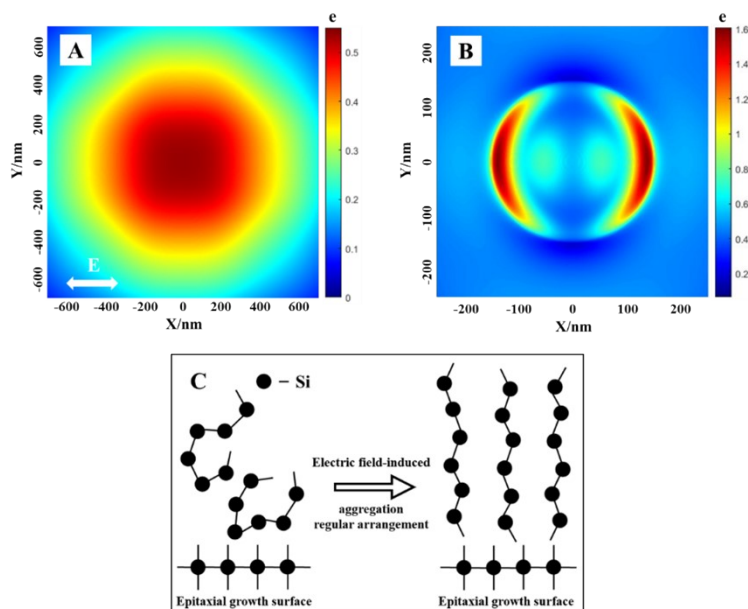 A
e
600
400
200
0
-200
-400
-600
Y/nm
E
-600 -400 -200 0 200 400 600
X/nm
0.5
0.4
0.3
0.2
0.1
0
B
e
200
100
0
-100
-200
Y/nm
-200 -100 0 100 200
X/nm
1.6
1.4
1.2
1
0.8
0.6
0.4
0.2
C
– Si
Electric field-induced
aggregation
regular arrangement
Epitaxial growth surface
Epitaxial growth surface